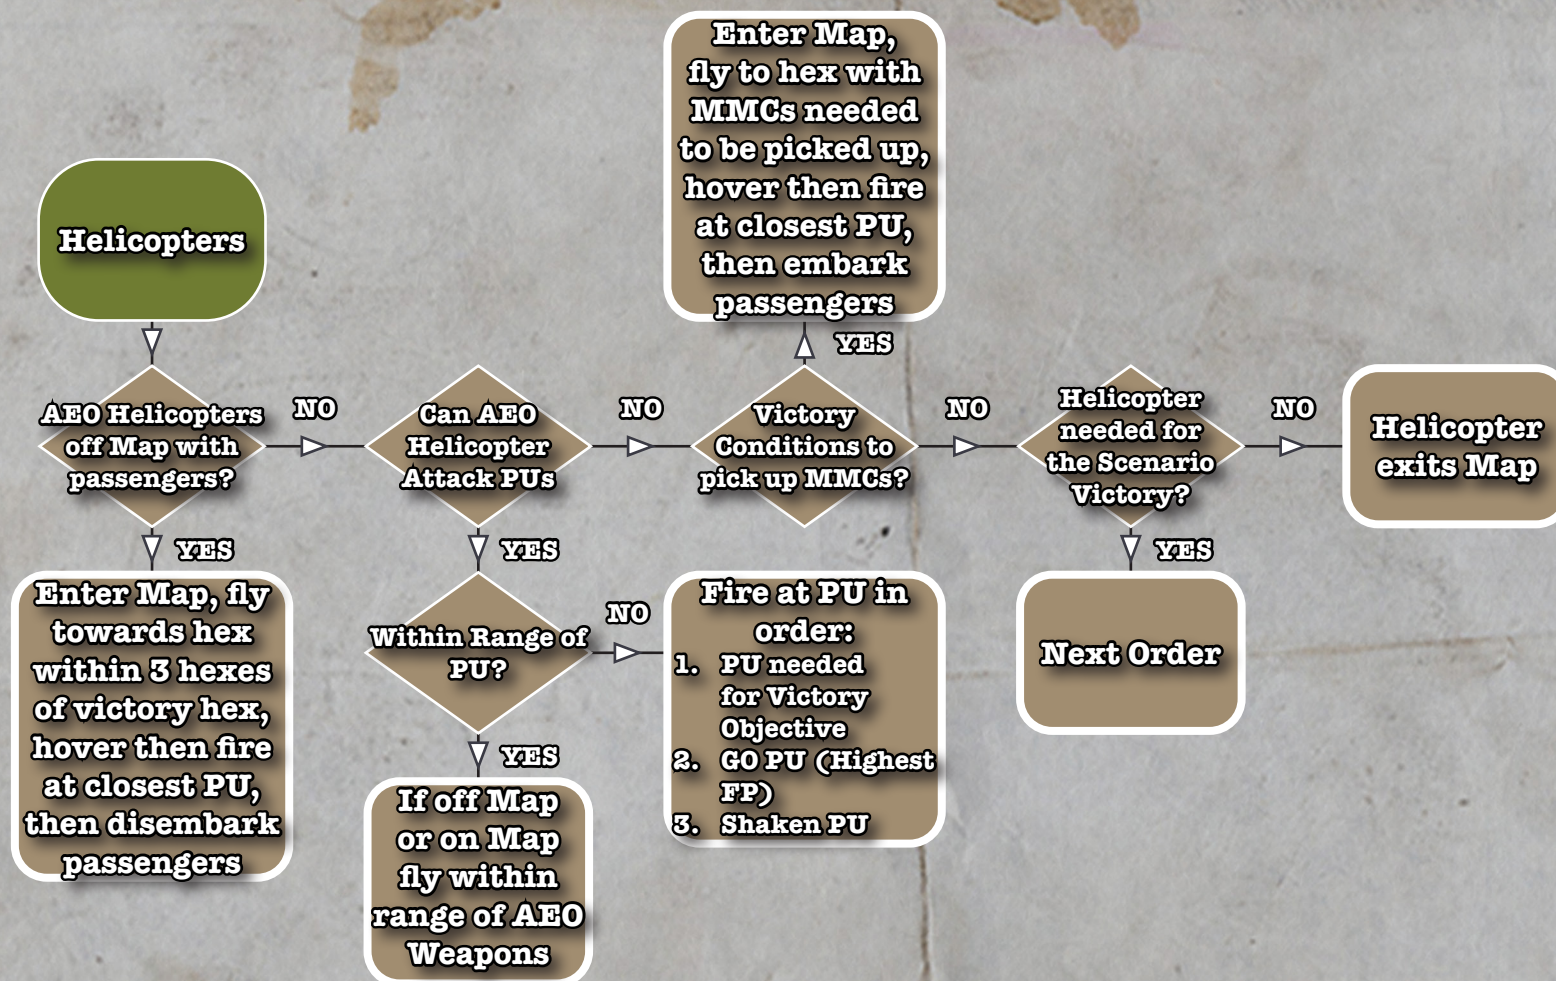 Enter Map,
fly to hex with
MMCs needed
to be picked up,
hover then fire
at closest PU,
then embark
passengers
Helicopters
YES
AEO Helicopters
off Map with
passengers?
NO
Can AEO
Helicopter
Attack PUs
NO
Victory
Conditions to
pick up MMCs?
NO
Helicopter
needed for
the Scenario
Victory?
NO
Helicopter
exits Map
YES
YES
YES
Enter Map, fly
towards hex
within 3 hexes
of victory hex,
hover then fire
at closest PU,
then disembark
passengers
Within Range of
PU?
NO
Fire at PU in
order:
1. PU needed
for Victory
Objective
2. GO PU (Highest
FP)
3. Shaken PU
Next Order
YES
If off Map
or on Map
fly within
range of AEO
Weapons